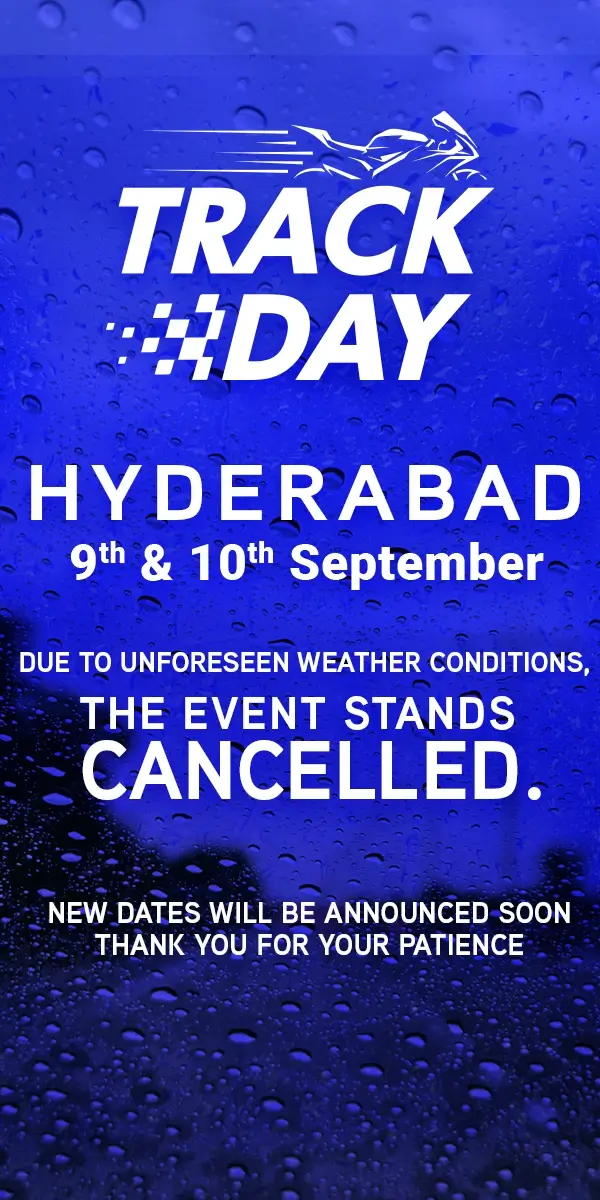 TRACK
DAY
HYDERABAD
9th & 10th September
DUE TO UNFORESEEN WEATHER CONDITIONS,
THE EVENT STANDS
CANCELLED.
NEW DATES WILL BE ANNOUNCED SOON
THANK YOU FOR YOUR PATIENCE